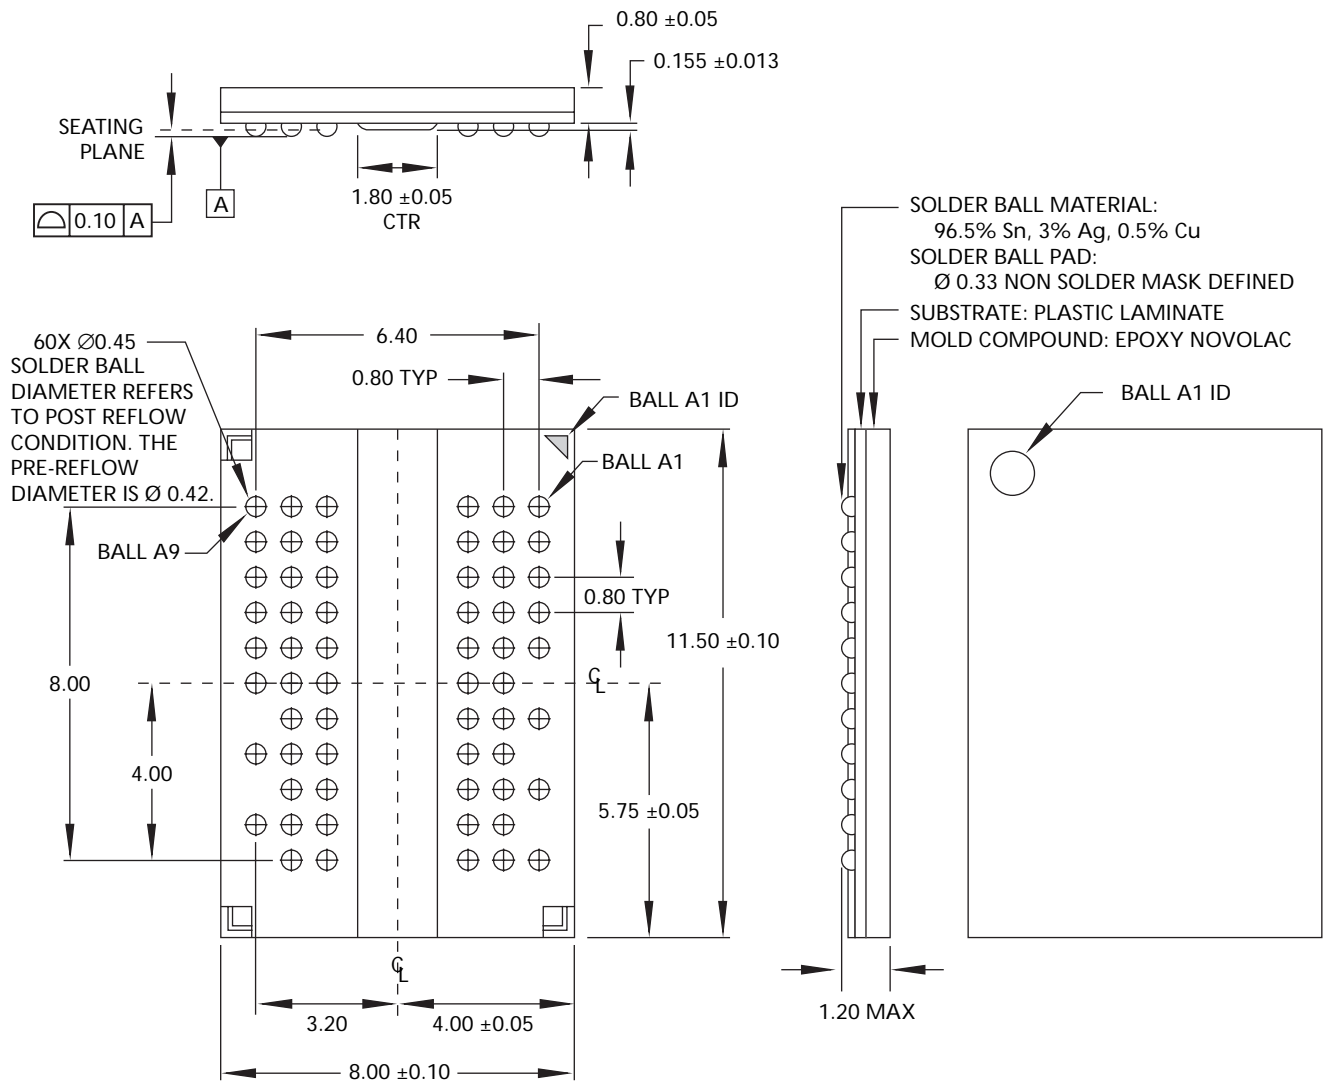 0.80 ±0.05
0.155 ±0.013
SEATING
PLANE
1.80 ±0.05
CTR
A
0.10 A
SOLDER BALL MATERIAL:
96.5% Sn, 3% Ag, 0.5% Cu
SOLDER BALL PAD:
Ø 0.33 NON SOLDER MASK DEFINED
SUBSTRATE: PLASTIC LAMINATE
MOLD COMPOUND: EPOXY NOVOLAC
60X Ø0.45
SOLDER BALL
DIAMETER REFERS
TO POST REFLOW
CONDITION. THE
PRE-REFLOW
DIAMETER IS Ø 0.42.
6.40
0.80 TYP
BALL A1 ID
BALL A1 ID
BALL A1
BALL A9
0.80 TYP
11.50 ±0.10
CL
8.00
4.00
5.75 ±0.05
CL
3.20
4.00 ±0.05
1.20 MAX
8.00 ±0.10